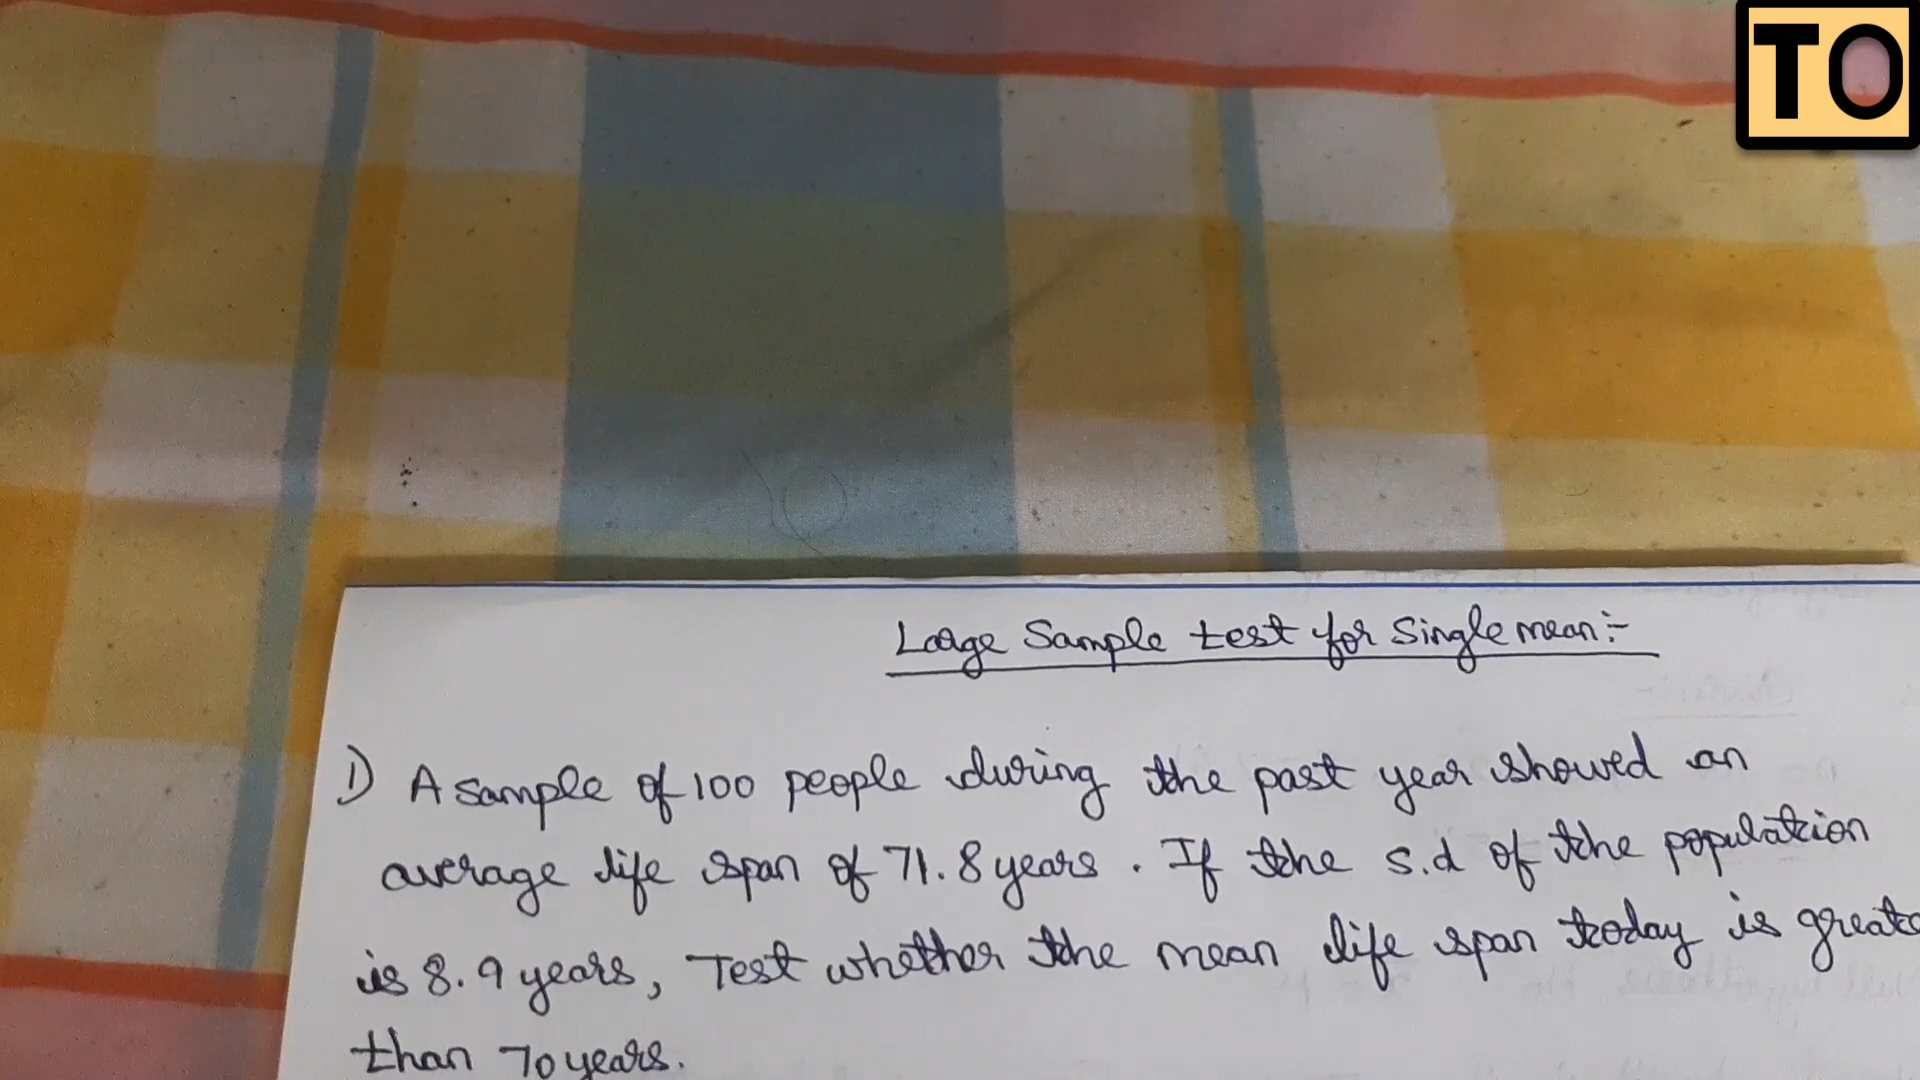 TO
Large Sample test for Single mean:-
1) A sample of 100 people during the past year showed an
average life span of 71.8 years. If the s.d of the population
is 8.9 years, Test whether the mean life span today is greate
than 70 years.